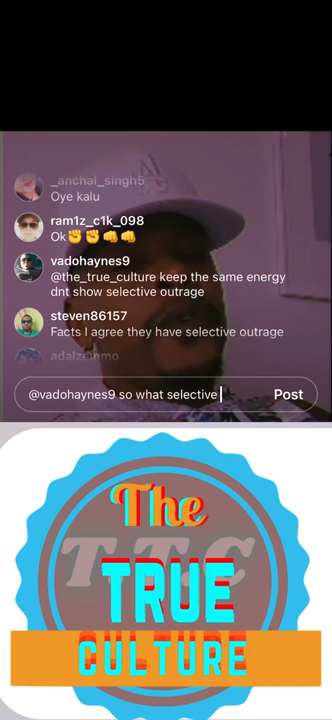 _anchal_singh5
Oye kalu
ram1z_c1k_098
Ok✊✊👊👊
vadohaynes9
@the_true_culture keep the same energy
dnt show selective outrage
steven86157
Facts I agree they have selective outrage
@vadohaynes9 so what selective
Post
The
T.T.C
TRUE
CULTURE